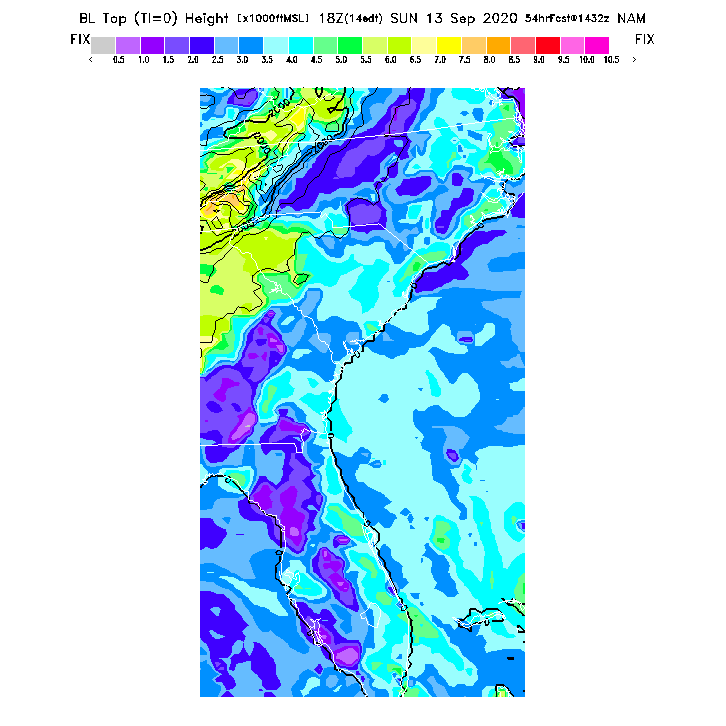 BL Top (TI=0) Height [x1000ftMSL] 18Z(14edt) SUN 13 Sep 2020 54hrFcst@1432z NAM
FIX FIX
< 0.5 1.0 1.5 2.0 2.5 3.0 3.5 4.0 4.5 5.0 5.5 6.0 6.5 7.0 7.5 8.0 8.5 9.0 9.5 10.0 10.5 >
2000
2000